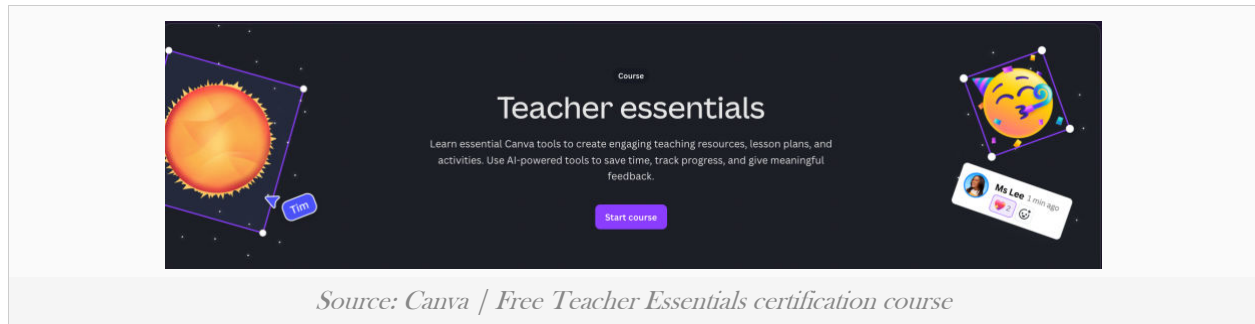 Course
Teacher essentials
Learn essential Canva tools to create engaging teaching resources, lesson plans, and
activities. Use AI-powered tools to save time, track progress, and give meaningful
feedback.
Start course
Tim
Ms Lee 1 min ago
2
Source: Canva | Free Teacher Essentials certification course